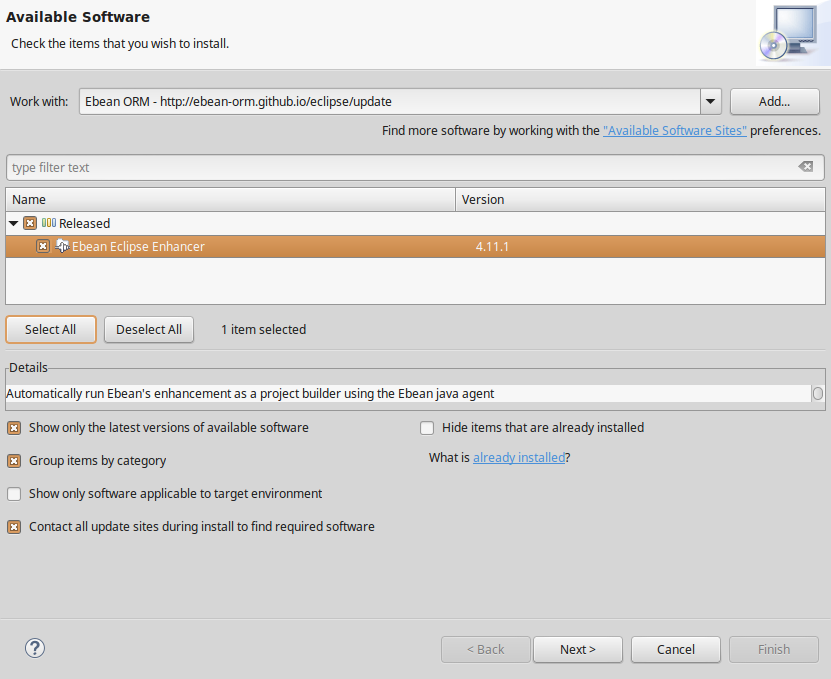 Available Software
Check the items that you wish to install.
Work with: Ebean ORM - http://ebean-orm.github.io/eclipse/update Add...
Find more software by working with the "Available Software Sites" preferences.
type filter text
Name Version
Released
Ebean Eclipse Enhancer 4.11.1
Select All Deselect All 1 item selected
Details
Automatically run Ebean's enhancement as a project builder using the Ebean java agent
Show only the latest versions of available software Hide items that are already installed
Group items by category What is already installed?
Show only software applicable to target environment
Contact all update sites during install to find required software
? < Back Next > Cancel Finish